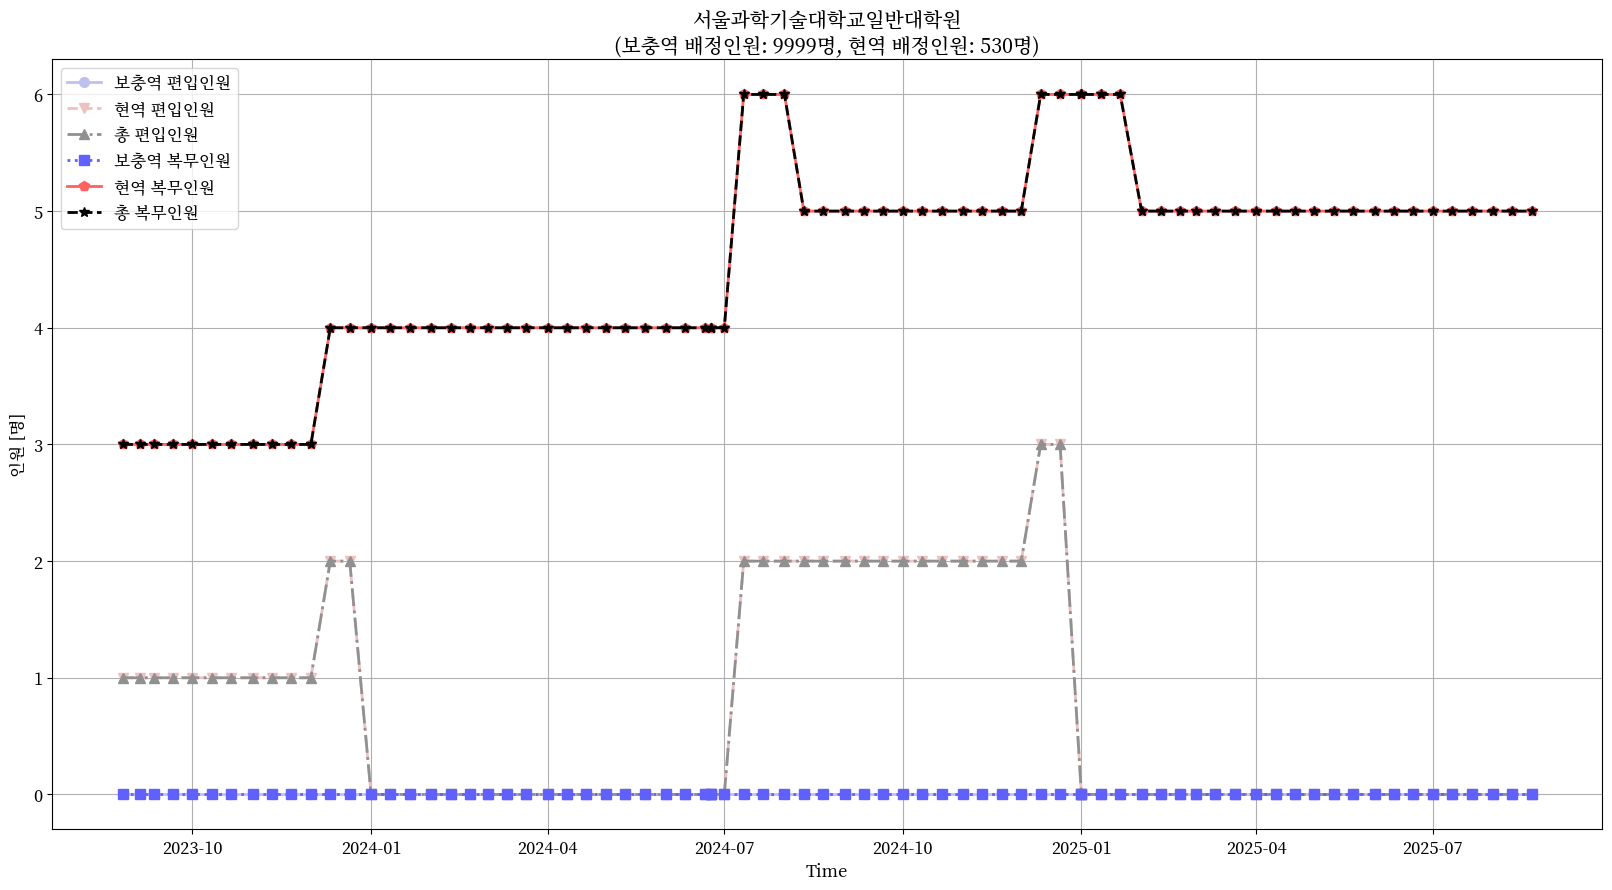 서울과학기술대학교일반대학원
(보충역 배정인원: 9999명, 현역 배정인원: 530명)
보충역 편입인원
현역 편입인원
총 편입인원
보충역 복무인원
현역 복무인원
총 복무인원
인원 [명]
6
5
4
3
2
1
0
2023-10
2024-01
2024-04
2024-07
2024-10
2025-01
2025-04
2025-07
Time